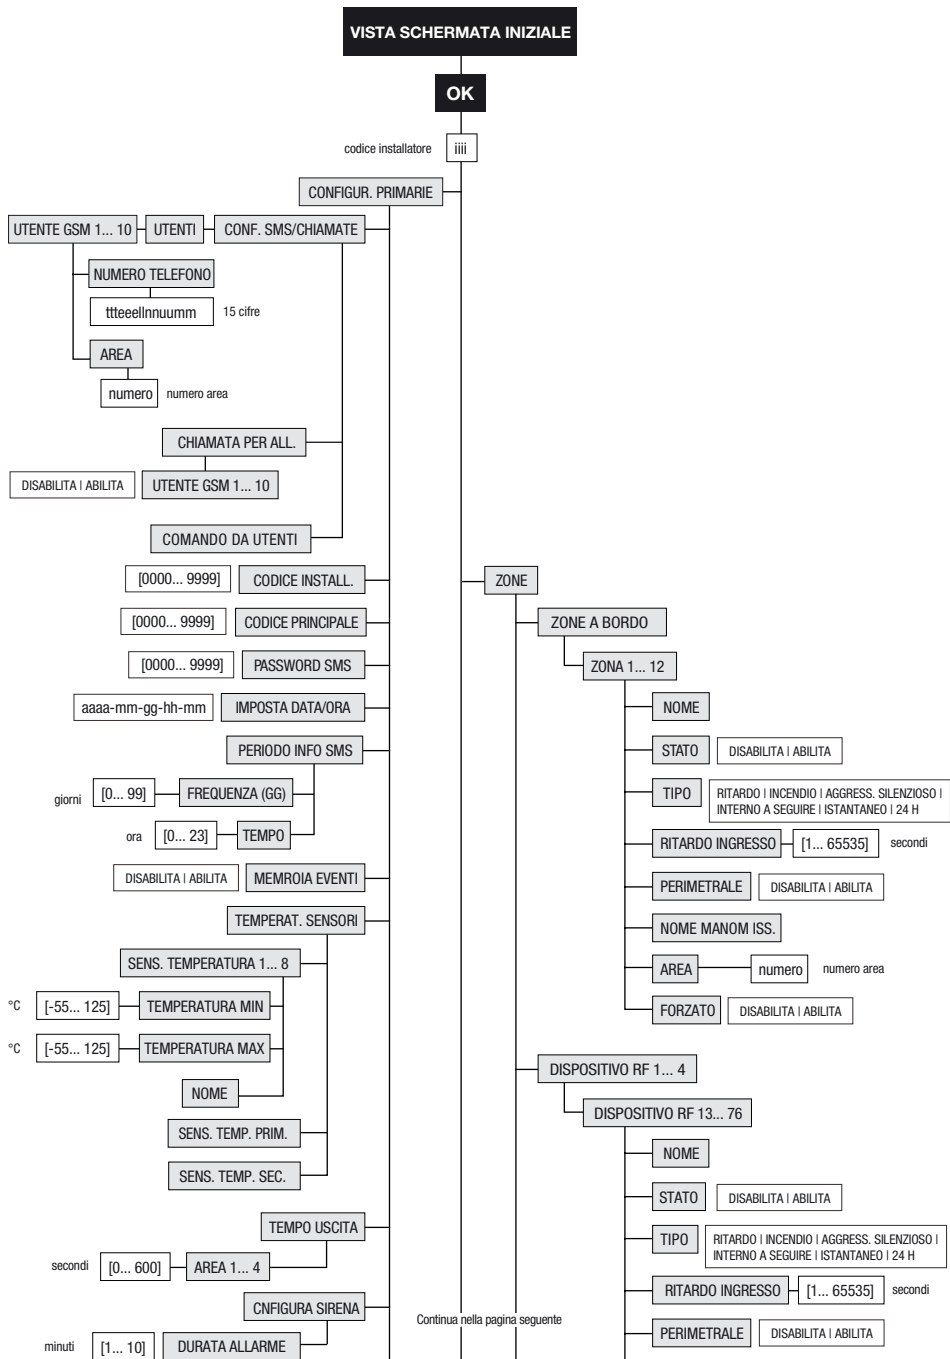 VISTA SCHERMATA INIZIALE
OK
codice installatore
iiii
CONFIGUR. PRIMARIE
UTENTE GSM 1... 10
UTENTI
CONF. SMS/CHIAMATE
NUMERO TELEFONO
ttteeellnnuumm
15 cifre
AREA
numero
numero area
CHIAMATA PER ALL.
DISABILITA I ABILITA
UTENTE GSM 1... 10
COMANDO DA UTENTI
[0000... 9999]
CODICE INSTALL.
[0000... 9999]
CODICE PRINCIPALE
[0000... 9999]
PASSWORD SMS
aaaa-mm-gg-hh-mm
IMPOSTA DATA/ORA
PERIODO INFO SMS
giorni
[0... 99]
FREQUENZA (GG)
ora
[0... 23]
TEMPO
DISABILITA I ABILITA
MEMROIA EVENTI
TEMPERAT. SENSORI
SENS. TEMPERATURA 1... 8
°C
[-55... 125]
TEMPERATURA MIN
°C
[-55... 125]
TEMPERATURA MAX
NOME
SENS. TEMP. PRIM.
SENS. TEMP. SEC.
TEMPO USCITA
secondi
[0... 600]
AREA 1... 4
CNFIGURA SIRENA
minuti
[1... 10]
DURATA ALLARME
ZONE
ZONE A BORDO
ZONA 1... 12
NOME
STATO
DISABILITA I ABILITA
TIPO
RITARDO I INCENDIO I AGGRESS. SILENZIOSO I
INTERNO A SEGUIRE I ISTANTANEO I 24 H
RITARDO INGRESSO
[1... 65535]
secondi
PERIMETRALE
DISABILITA I ABILITA
NOME MANOM ISS.
AREA
numero
numero area
FORZATO
DISABILITA I ABILITA
DISPOSITIVO RF 1... 4
DISPOSITIVO RF 13... 76
NOME
STATO
DISABILITA I ABILITA
TIPO
RITARDO I INCENDIO I AGGRESS. SILENZIOSO I
INTERNO A SEGUIRE I ISTANTANEO I 24 H
RITARDO INGRESSO
[1... 65535]
secondi
PERIMETRALE
DISABILITA I ABILITA
Continua nella pagina seguente